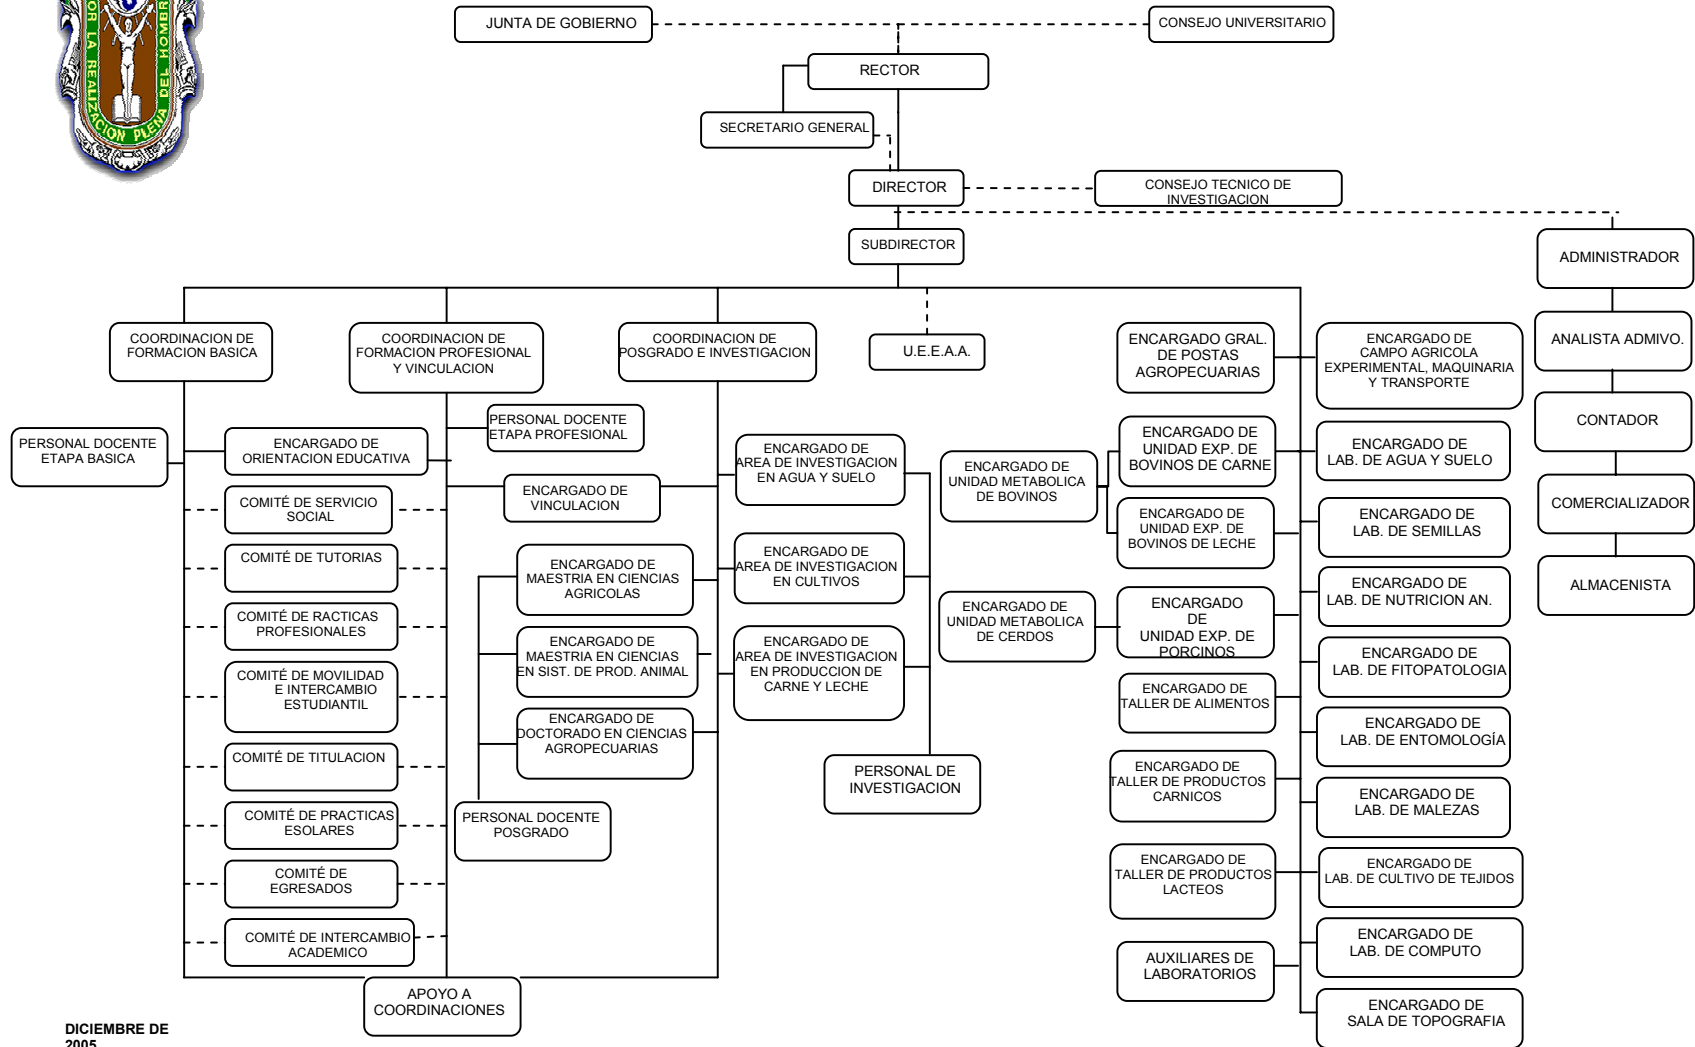 POR LA REALIZACION PLENA DEL HOMBRE
JUNTA DE GOBIERNO
CONSEJO UNIVERSITARIO
RECTOR
SECRETARIO GENERAL
DIRECTOR
CONSEJO TECNICO DE
INVESTIGACION
SUBDIRECTOR
ADMINISTRADOR
ANALISTA ADMIVO.
CONTADOR
COMERCIALIZADOR
ALMACENISTA
COORDINACION DE
FORMACION BASICA
COORDINACION DE
FORMACION PROFESIONAL
Y VINCULACION
COORDINACION DE
POSGRADO E INVESTIGACION
U.E.E.A.A.
PERSONAL DOCENTE
ETAPA BASICA
ENCARGADO DE
ORIENTACION EDUCATIVA
COMITÉ DE SERVICIO
SOCIAL
COMITÉ DE TUTORIAS
COMITÉ DE RACTICAS
PROFESIONALES
COMITÉ DE MOVILIDAD
E INTERCAMBIO
ESTUDIANTIL
COMITÉ DE TITULACION
COMITÉ DE PRACTICAS
ESOLARES
COMITÉ DE
EGRESADOS
COMITÉ DE INTERCAMBIO
ACADEMICO
PERSONAL DOCENTE
ETAPA PROFESIONAL
ENCARGADO DE
VINCULACION
ENCARGADO DE
MAESTRIA EN CIENCIAS
AGRICOLAS
ENCARGADO DE
MAESTRIA EN CIENCIAS
EN SIST. DE PROD. ANIMAL
ENCARGADO DE
DOCTORADO EN CIENCIAS
AGROPECUARIAS
PERSONAL DOCENTE
POSGRADO
APOYO A
COORDINACIONES
ENCARGADO DE
AREA DE INVESTIGACION
EN AGUA Y SUELO
ENCARGADO DE
AREA DE INVESTIGACION
EN CULTIVOS
ENCARGADO DE
AREA DE INVESTIGACION
EN PRODUCCION DE
CARNE Y LECHE
PERSONAL DE
INVESTIGACION
ENCARGADO DE
UNIDAD METABOLICA
DE BOVINOS
ENCARGADO DE
UNIDAD METABOLICA
DE CERDOS
ENCARGADO GRAL.
DE POSTAS
AGROPECUARIAS
ENCARGADO DE
UNIDAD EXP. DE
BOVINOS DE CARNE
ENCARGADO DE
UNIDAD EXP. DE
BOVINOS DE LECHE
ENCARGADO
DE
UNIDAD EXP. DE
PORCINOS
ENCARGADO DE
TALLER DE ALIMENTOS
ENCARGADO DE
TALLER DE PRODUCTOS
CARNICOS
ENCARGADO DE
TALLER DE PRODUCTOS
LACTEOS
AUXILIARES DE
LABORATORIOS
ENCARGADO DE
CAMPO AGRICOLA
EXPERIMENTAL, MAQUINARIA
Y TRANSPORTE
ENCARGADO DE
LAB. DE AGUA Y SUELO
ENCARGADO DE
LAB. DE SEMILLAS
ENCARGADO DE
LAB. DE NUTRICION AN.
ENCARGADO DE
LAB. DE FITOPATOLOGIA
ENCARGADO DE
LAB. DE ENTOMOLOGÍA
ENCARGADO DE
LAB. DE MALEZAS
ENCARGADO DE
LAB. DE CULTIVO DE TEJIDOS
ENCARGADO DE
LAB. DE COMPUTO
ENCARGADO DE
SALA DE TOPOGRAFIA
DICIEMBRE DE
2005